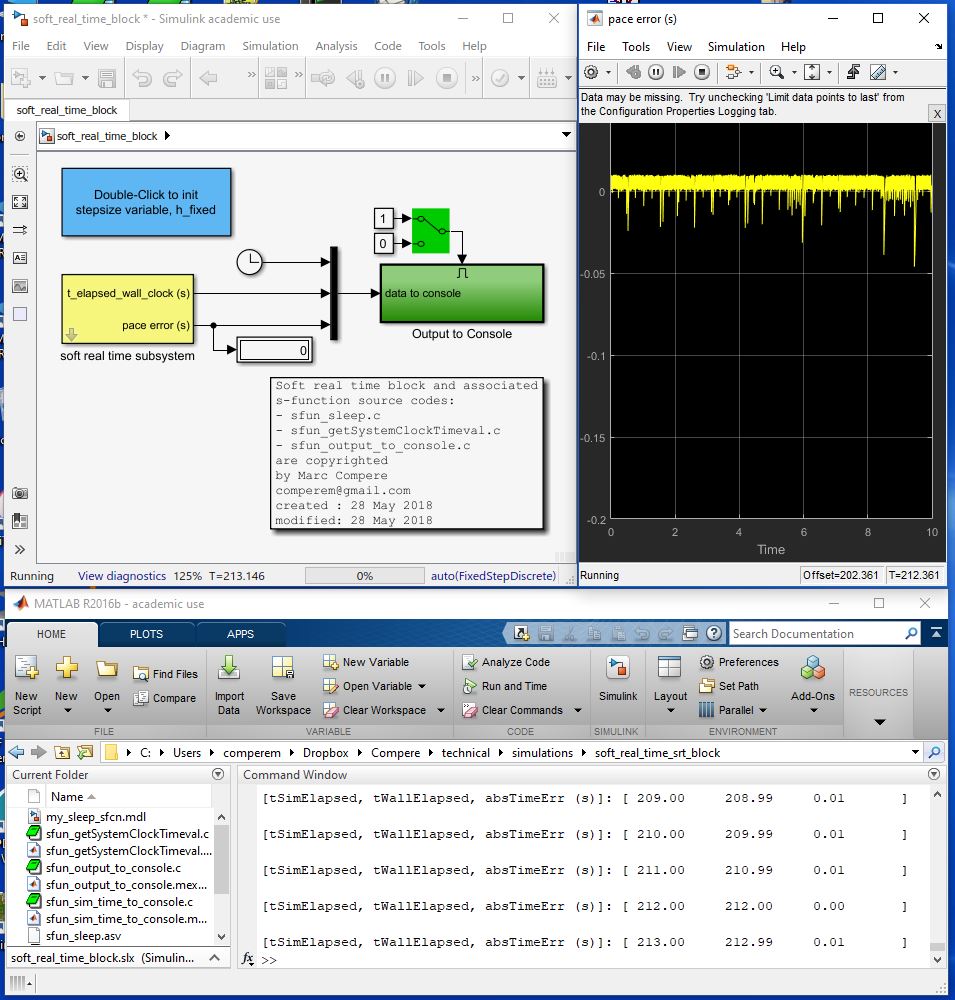 soft_real_time_block * - Simulink academic use
File Edit View Display Diagram Simulation Analysis Code Tools Help
soft_real_time_block
soft_real_time_block
Double-Click to init
stepsize variable, h_fixed
1
0
t_elapsed_wall_clock (s)
pace error (s)
soft real time subsystem
0
data to console
Output to Console
Soft real time block and associated
s-function source codes:
- sfun_sleep.c
- sfun_getSystemClockTimeval.c
- sfun_output_to_console.c
are copyrighted
by Marc Compere
comperem@gmail.com
created : 28 May 2018
modified: 28 May 2018
Running View diagnostics 125% T=213.146 0% auto(FixedStepDiscrete)
pace error (s)
File Tools View Simulation Help
Data may be missing. Try unchecking 'Limit data points to last' from
the Configuration Properties Logging tab.
X
0
-0.05
-0.1
-0.15
-0.2
0 2 4 6 8 10
Time
Running Offset=202.361 T=212.361
MATLAB R2016b - academic use
HOME PLOTS APPS
Search Documentation
New
Script
New
Open
Find Files
Compare
FILE
Import
Data
Save
Workspace
New Variable
Open Variable
Clear Workspace
VARIABLE
Analyze Code
Run and Time
Clear Commands
CODE
Simulink
SIMULINK
Layout
Preferences
Set Path
Parallel
ENVIRONMENT
Add-Ons
RESOURCES
C: Users comperem Dropbox Compere technical simulations soft_real_time_srt_block
Current Folder
Name
my_sleep_sfcn.mdl
sfun_getSystemClockTimeval.c
sfun_getSystemClockTimeval....
sfun_output_to_console.c
sfun_output_to_console.mex...
sfun_sim_time_to_console.c
sfun_sim_time_to_console.m...
sfun_sleep.asv
soft_real_time_block.slx (Simulin...
Command Window
[tSimElapsed, tWallElapsed, absTimeErr (s)]: [ 209.00 208.99 0.01 ]
[tSimElapsed, tWallElapsed, absTimeErr (s)]: [ 210.00 209.99 0.01 ]
[tSimElapsed, tWallElapsed, absTimeErr (s)]: [ 211.00 210.99 0.01 ]
[tSimElapsed, tWallElapsed, absTimeErr (s)]: [ 212.00 212.00 0.00 ]
[tSimElapsed, tWallElapsed, absTimeErr (s)]: [ 213.00 212.99 0.01 ]
fx >>